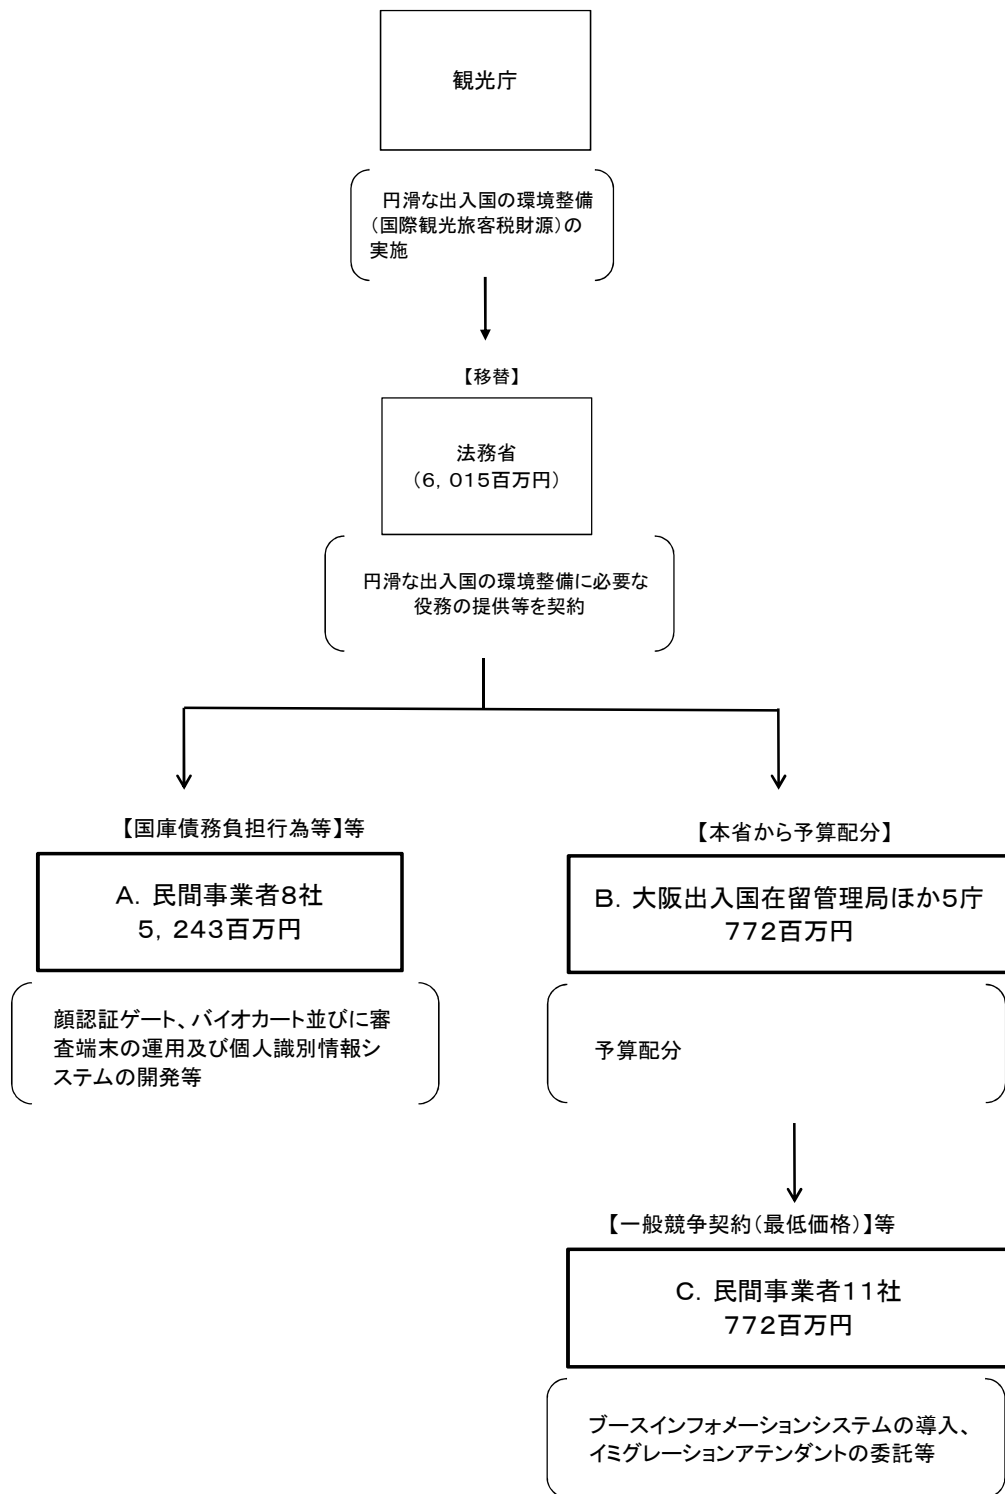 観光庁
円滑な出入国の環境整備
(国際観光旅客税財源)の
実施
【移替】
法務省
(6,015百万円)
円滑な出入国の環境整備に必要な
役務の提供等を契約
【国庫債務負担行為等】等
A.民間事業者8社
5,243百万円
顔認証ゲート、バイオカート並びに審
査端末の運用及び個人識別情報シ
ステムの開発等
【本省から予算配分】
B.大阪出入国在留管理局ほか5庁
772百万円
予算配分
【一般競争契約(最低価格)】等
C.民間事業者11社
772百万円
ブースインフォメーションシステムの導入、
イミグレーションアテンダントの委託等